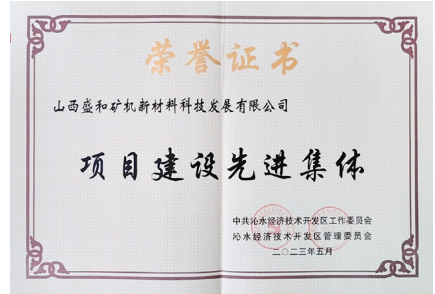 荣誉证书
山西盛和矿机新材料科技发展有限公司
项目建设先进集体
中共沁水经济技术开发区工作委员会
沁水经济技术开发区管理委员会
二〇二三年五月